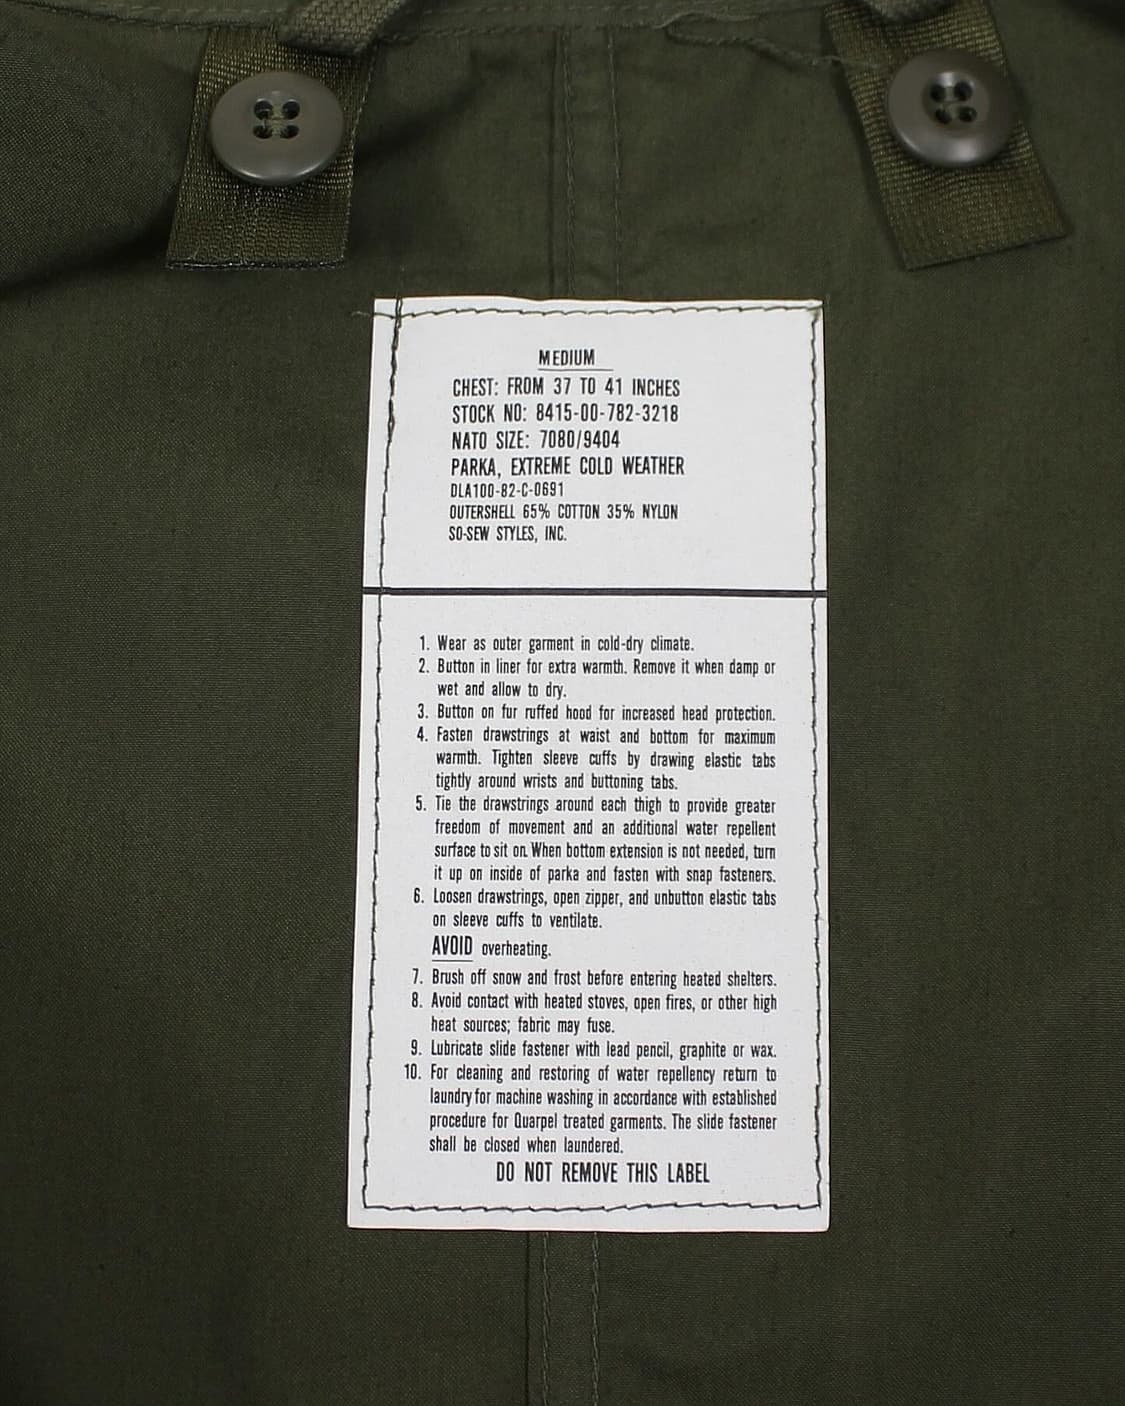 MEDIUM
CHEST: FROM 37 TO 41 INCHES
STOCK NO: 8415-00-782-3218
NATO SIZE: 7080/9404
PARKA, EXTREME COLD WEATHER
DLA100-82-C-0691
OUTERSHELL 65% COTTON 35% NYLON
SO-SEW STYLES, INC.
1. Wear as outer garment in cold-dry climate.
2. Button in liner for extra warmth. Remove it when damp or
wet and allow to dry.
3. Button on fur ruffed hood for increased head protection.
4. Fasten drawstrings at waist and bottom for maximum
warmth. Tighten sleeve cuffs by drawing elastic tabs
tightly around wrists and buttoning tabs.
5. Tie the drawstrings around each thigh to provide greater
freedom of movement and an additional water repellent
surface to sit on. When bottom extension is not needed, turn
it up on inside of parka and fasten with snap fasteners.
6. Loosen drawstrings, open zipper, and unbutton elastic tabs
on sleeve cuffs to ventilate.
AVOID overheating.
7. Brush off snow and frost before entering heated shelters.
8. Avoid contact with heated stoves, open fires, or other high
heat sources; fabric may fuse.
9. Lubricate slide fastener with lead pencil, graphite or wax.
10. For cleaning and restoring of water repellency return to
laundry for machine washing in accordance with established
procedure for Quarpel treated garments. The slide fastener
shall be closed when laundered.
DO NOT REMOVE THIS LABEL